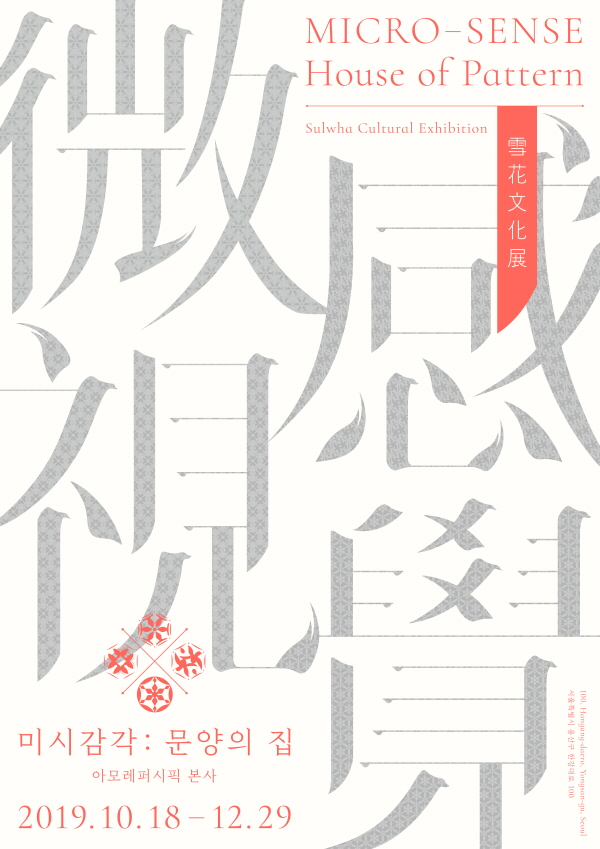 MICRO–SENSE
House of Pattern
Sulwha Cultural Exhibition
雪花文化展
微視
感覺
미시감각: 문양의 집
아모레퍼시픽 본사
2019.10.18–12.29
100, Hangang-daero, Yongsan-gu, Seoul
서울특별시 용산구 한강대로 100